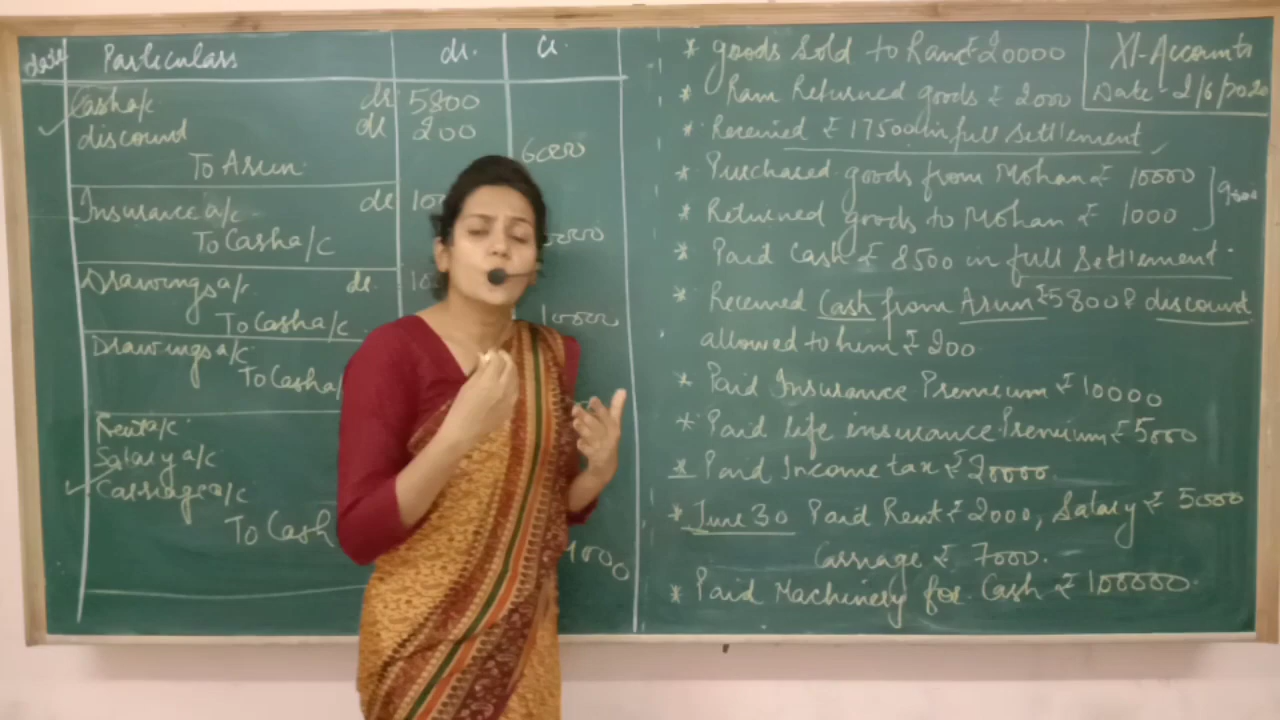 Date Particulars dr. Cr.
Cash a/c dr 5800
discount dr 200
To Arun. 6000
Insurance a/c dr
To Cash a/c
Drawings a/c dr.
To Cash a/c 10000
Drawings a/c
To Cash a/
Rent a/c
Salary a/c
Carriage a/c
To Cash
* goods Sold to Ram ₹ 20000
* Ram Returned goods ₹ 2000
* Received ₹ 17500 in full Settlement
* Purchased goods from Mohan ₹ 10000
* Returned goods to Mohan ₹ 1000
* Paid Cash ₹ 8500 in full Settlement.
* Received Cash from Arun ₹ 5800 & discount
allowed to him ₹ 200
* Paid Insurance Premium ₹ 10000
* Paid life insurance Premium ₹ 5000
* Paid Income tax ₹ 20000
* June 30 Paid Rent ₹ 2000, Salary ₹
Carriage ₹ 7000.
* Paid Machinery for Cash ₹ 100000
XI-Accounts
Date - 2/6/2020